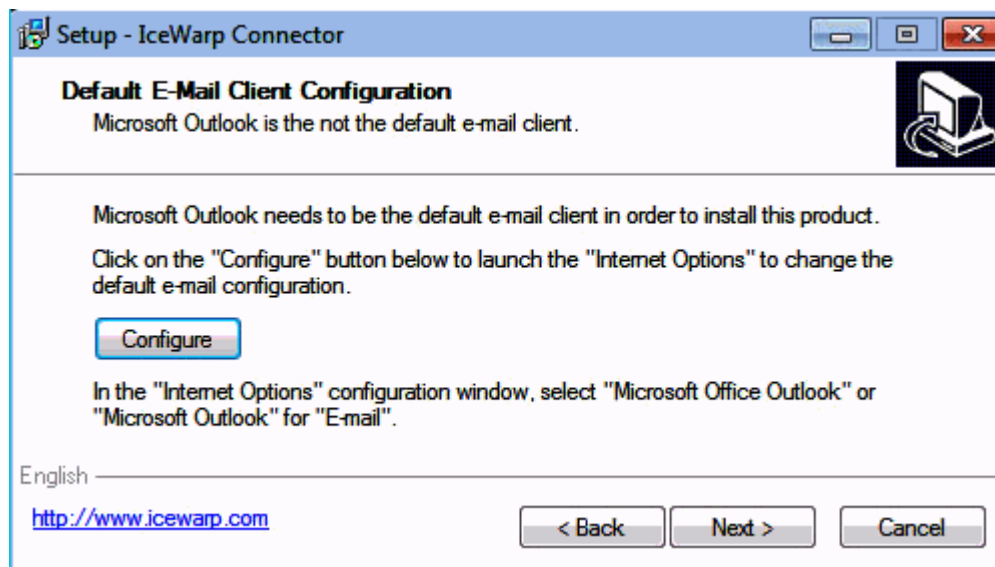 Setup - IceWarp Connector
Default E-Mail Client Configuration
Microsoft Outlook is the not the default e-mail client.
Microsoft Outlook needs to be the default e-mail client in order to install this product.
Click on the "Configure" button below to launch the "Internet Options" to change the
default e-mail configuration.
Configure
In the "Internet Options" configuration window, select "Microsoft Office Outlook" or
"Microsoft Outlook" for "E-mail".
English
http://www.icewarp.com
< Back
Next >
Cancel